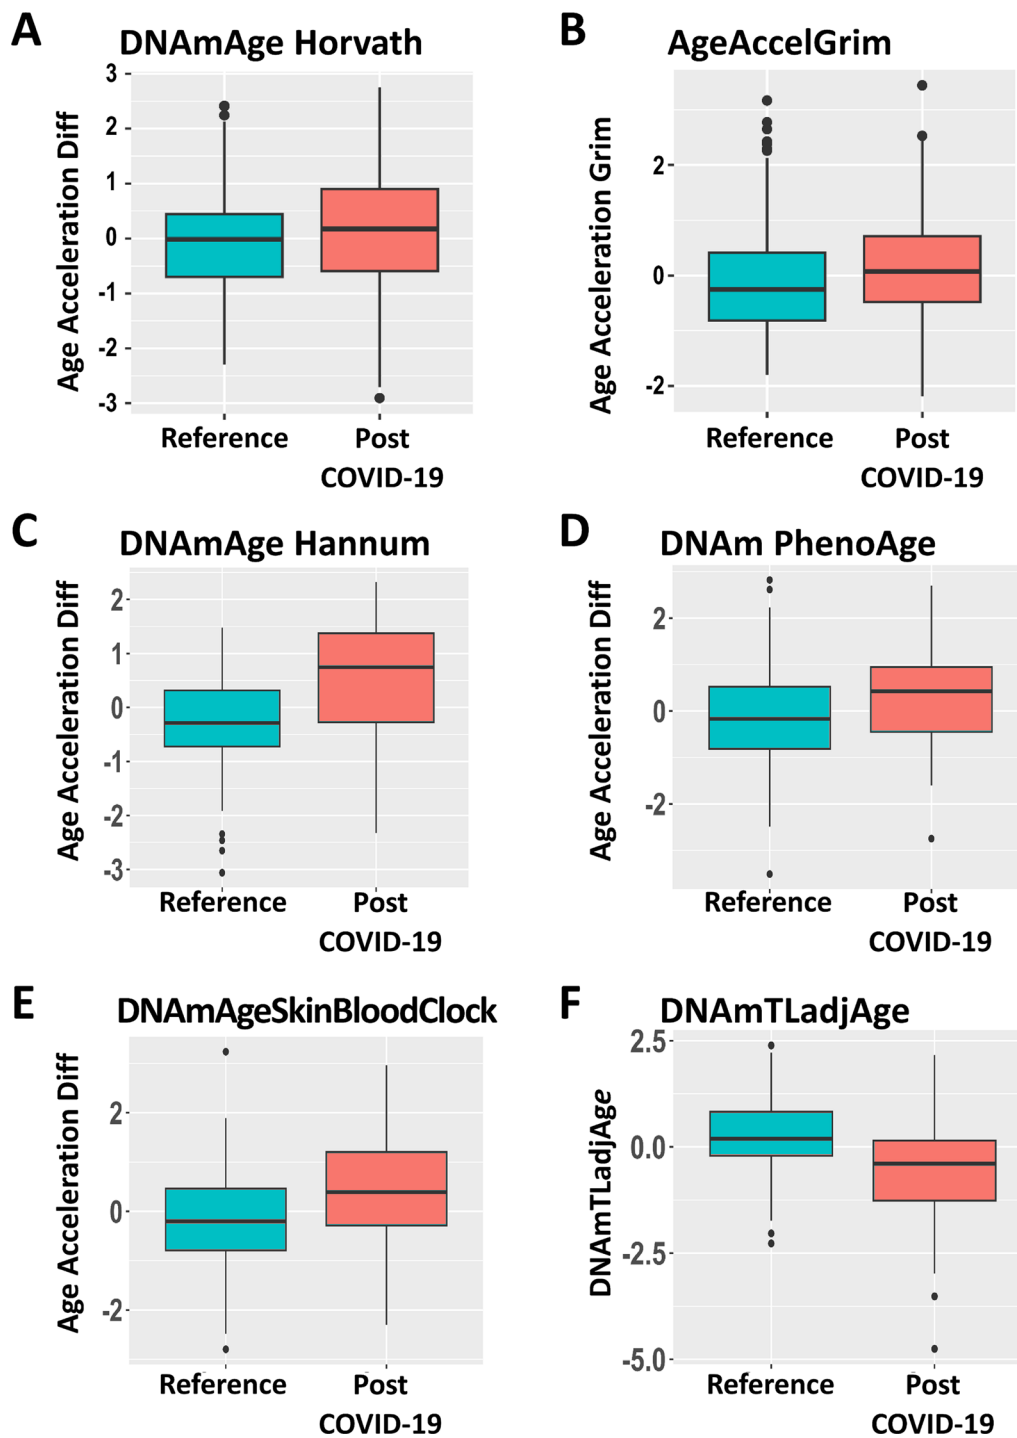 A
DNAmAge Horvath
Age Acceleration Diff
3
2
1
0
-1
-2
-3
Reference
Post
COVID-19
B
AgeAccelGrim
Age Acceleration Grim
2
0
-2
Reference
Post
COVID-19
C
DNAmAge Hannum
Age Acceleration Diff
2
1
0
-1
-2
-3
Reference
Post
COVID-19
D
DNAm PhenoAge
Age Acceleration Diff
2
0
-2
Reference
Post
COVID-19
E
DNAmAgeSkinBloodClock
Age Acceleration Diff
2
0
-2
Reference
Post
COVID-19
F
DNAmTLadjAge
DNAmTLadjAge
2.5
0.0
-2.5
-5.0
Reference
Post
COVID-19